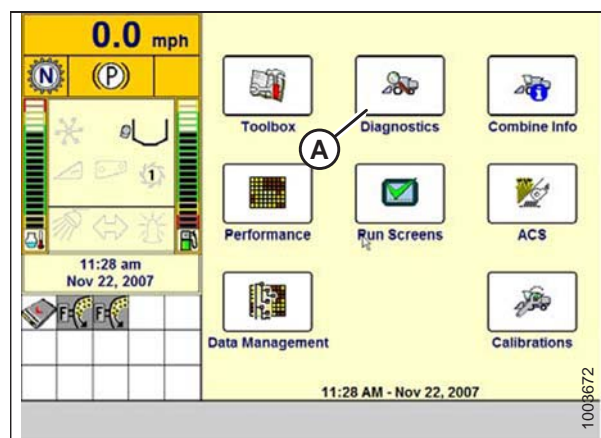 0.0 mph
N
P
1
11:28 am
Nov 22, 2007
F
F
Toolbox
Diagnostics
Combine Info
A
Performance
Run Screens
ACS
Data Management
Calibrations
11:28 AM - Nov 22, 2007
1003672